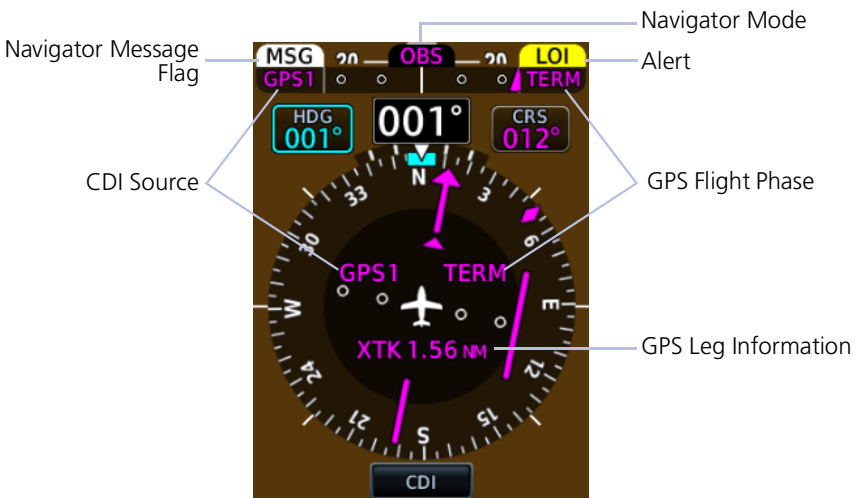 Navigator Mode
Navigator Message
Flag
MSG
20
OBS
20
LOI
Alert
GPS1
TERM
HDG
001°
001°
CRS
012°
CDI Source
GPS Flight Phase
N
33
3
30
6
GPS1
TERM
W
E
XTK 1.56 NM
GPS Leg Information
24
12
21
15
S
CDI